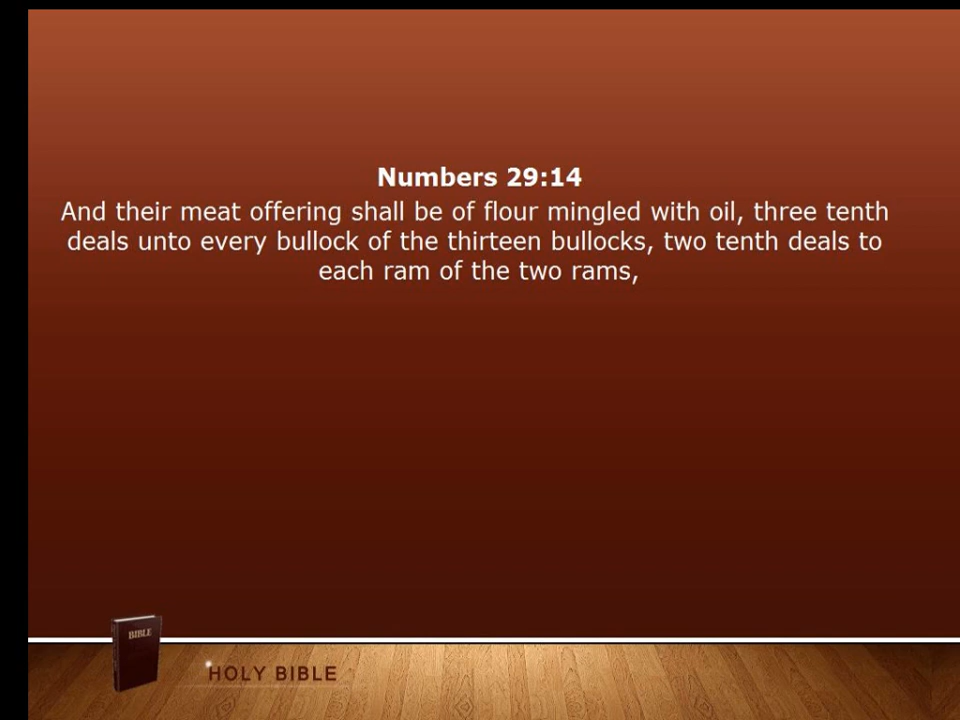 Numbers 29:14
And their meat offering shall be of flour mingled with oil, three tenth
deals unto every bullock of the thirteen bullocks, two tenth deals to
each ram of the two rams,
BIBLE
HOLY BIBLE